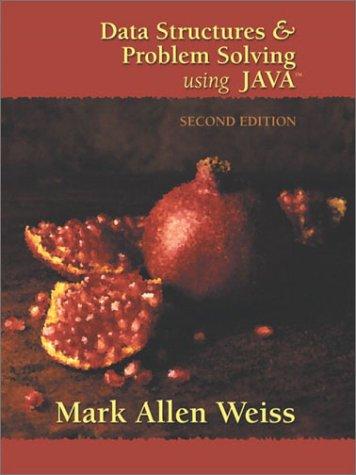 Data Structures &
Problem Solving
using JAVA™
SECOND EDITION
Mark Allen Weiss